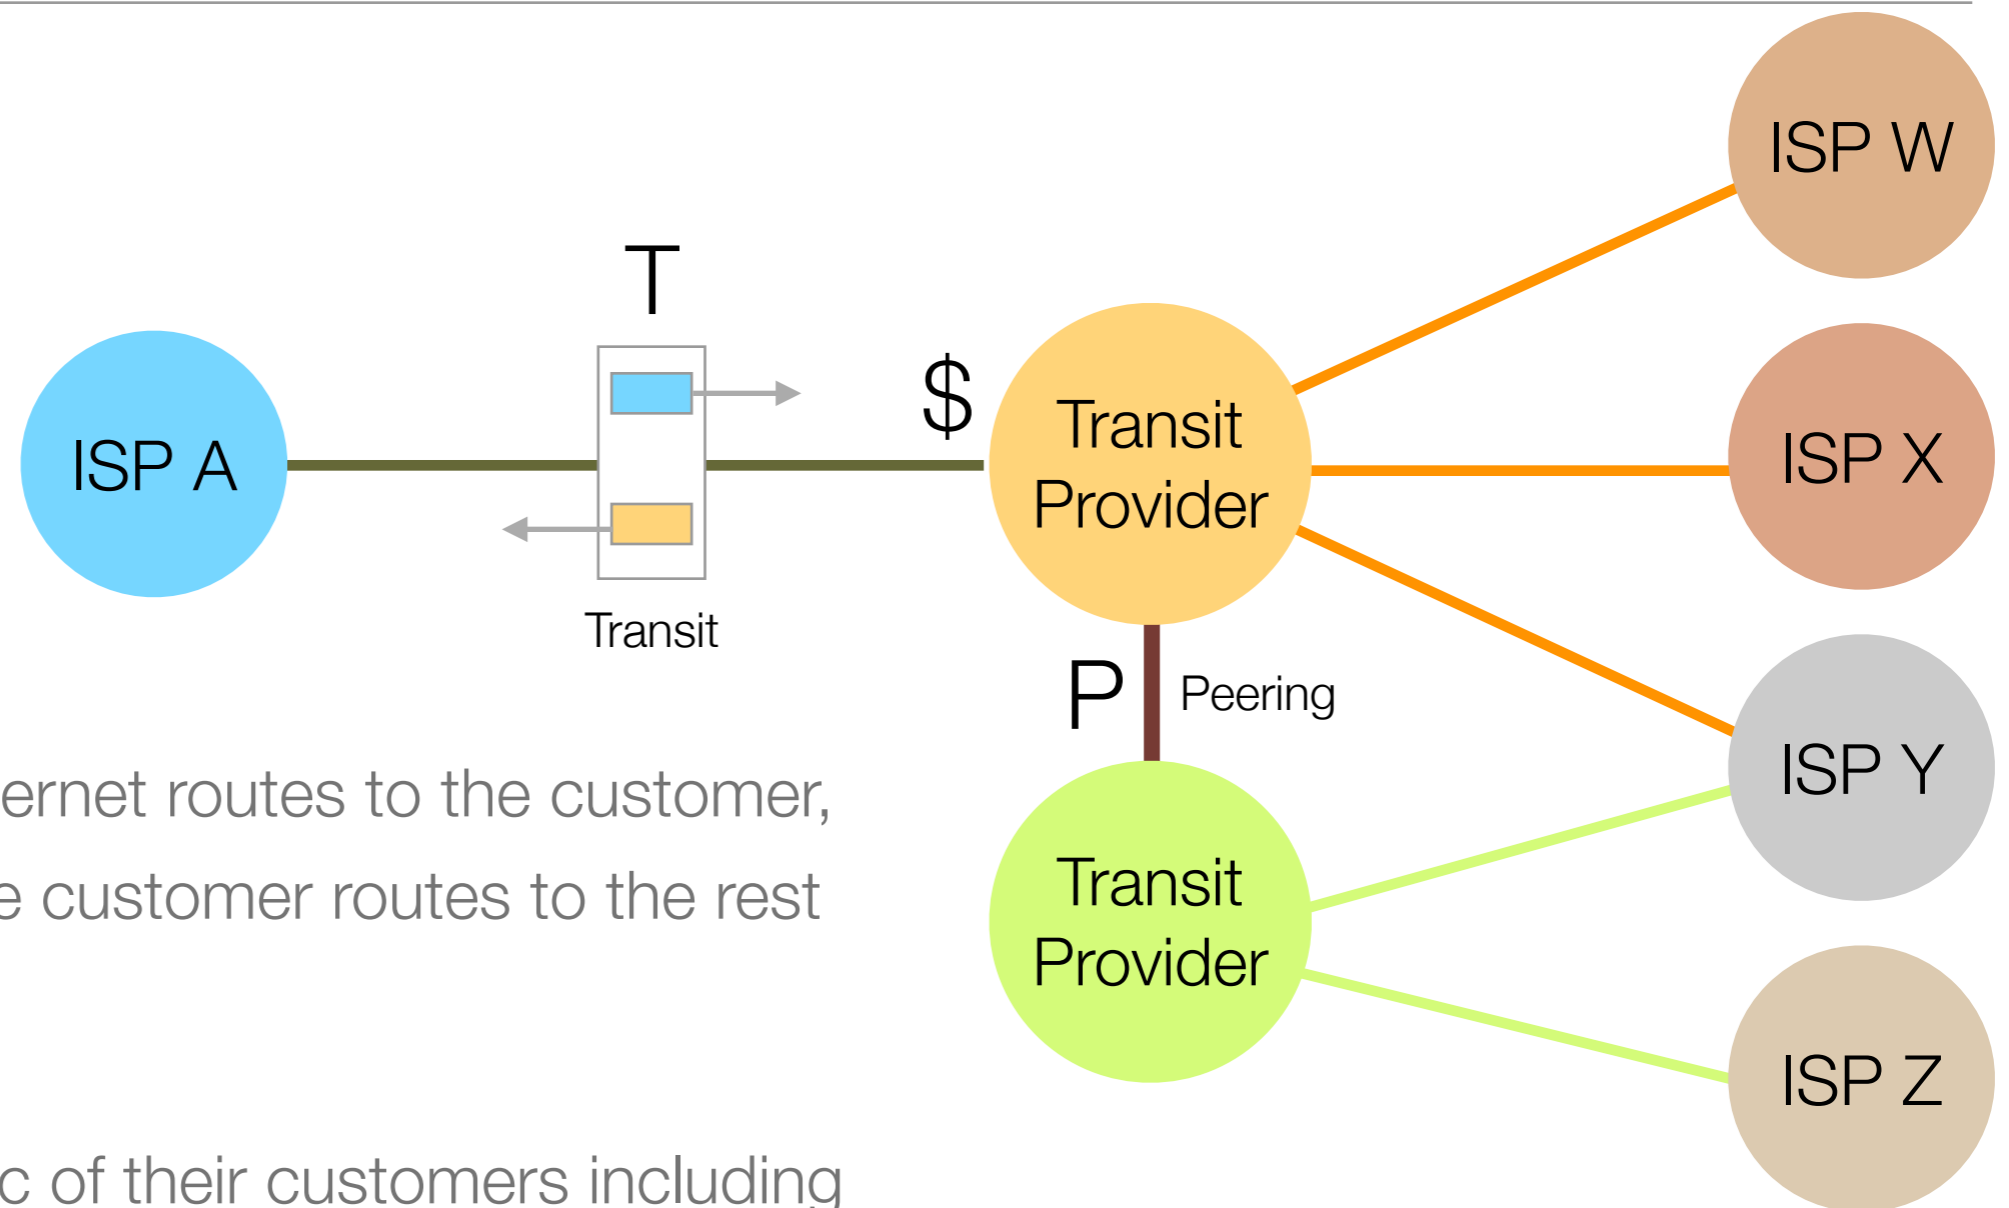 ISP W
T
$
ISP A
Transit
Provider
ISP X
Transit
P
Peering
ISP Y
ernet routes to the customer,
e customer routes to the rest
Transit
Provider
ISP Z
c of their customers including